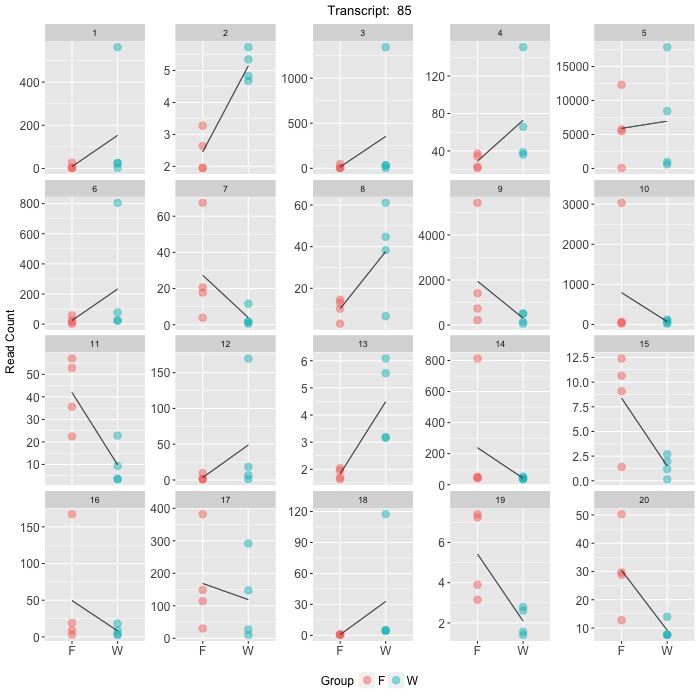 Transcript:  85
1 2 3 4 5
400 200 0
5 4 3 2
1000 500 0
120 80 40
15000 10000 5000 0
6 7 8 9 10
800 600 400 200 0
60 40 20 0
60 40 20
4000 2000 0
3000 2000 1000 0
Read Count
11 12 13 14 15
50 40 30 20 10
150 100 50 0
6 5 4 3 2
800 600 400 200 0
12.5 10.0 7.5 5.0 2.5 0.0
16 17 18 19 20
150 100 50 0
400 300 200 100 0
120 90 60 30 0
6 4 2
50 40 30 20 10
F W F W F W F W F W
Group F W